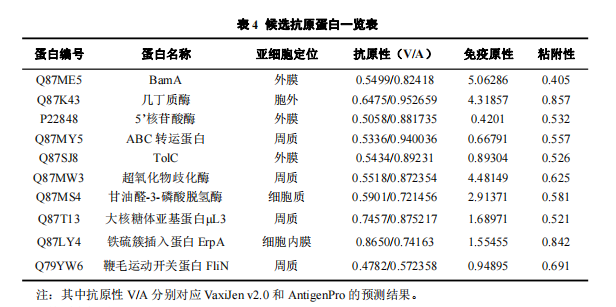 表 4 候选抗原蛋白一览表
蛋白编号 蛋白名称 亚细胞定位 抗原性（V/A） 免疫原性 粘附性
Q87ME5 BamA 外膜 0.5499/0.82418 5.06286 0.405
Q87K43 几丁质酶 胞外 0.6475/0.952659 4.31857 0.857
P22848 5’核苷酸酶 外膜 0.5058/0.881735 0.4201 0.532
Q87MY5 ABC 转运蛋白 周质 0.5336/0.940036 0.66791 0.557
Q87SJ8 TolC 外膜 0.5434/0.89231 0.89304 0.526
Q87MW3 超氧化物歧化酶 周质 0.5518/0.872354 4.48149 0.625
Q87MS4 甘油醛-3-磷酸脱氢酶 细胞质 0.5901/0.721456 2.91371 0.581
Q87T13 大核糖体亚基蛋白μL3 周质 0.7457/0.875217 1.68971 0.521
Q87LY4 铁硫簇插入蛋白 ErpA 细胞内膜 0.8650/0.74163 1.55455 0.842
Q79YW6 鞭毛运动开关蛋白 FliN 周质 0.4782/0.572358 0.94895 0.691
注：其中抗原性 V/A 分别对应 VaxiJen v2.0 和 AntigenPro 的预测结果。